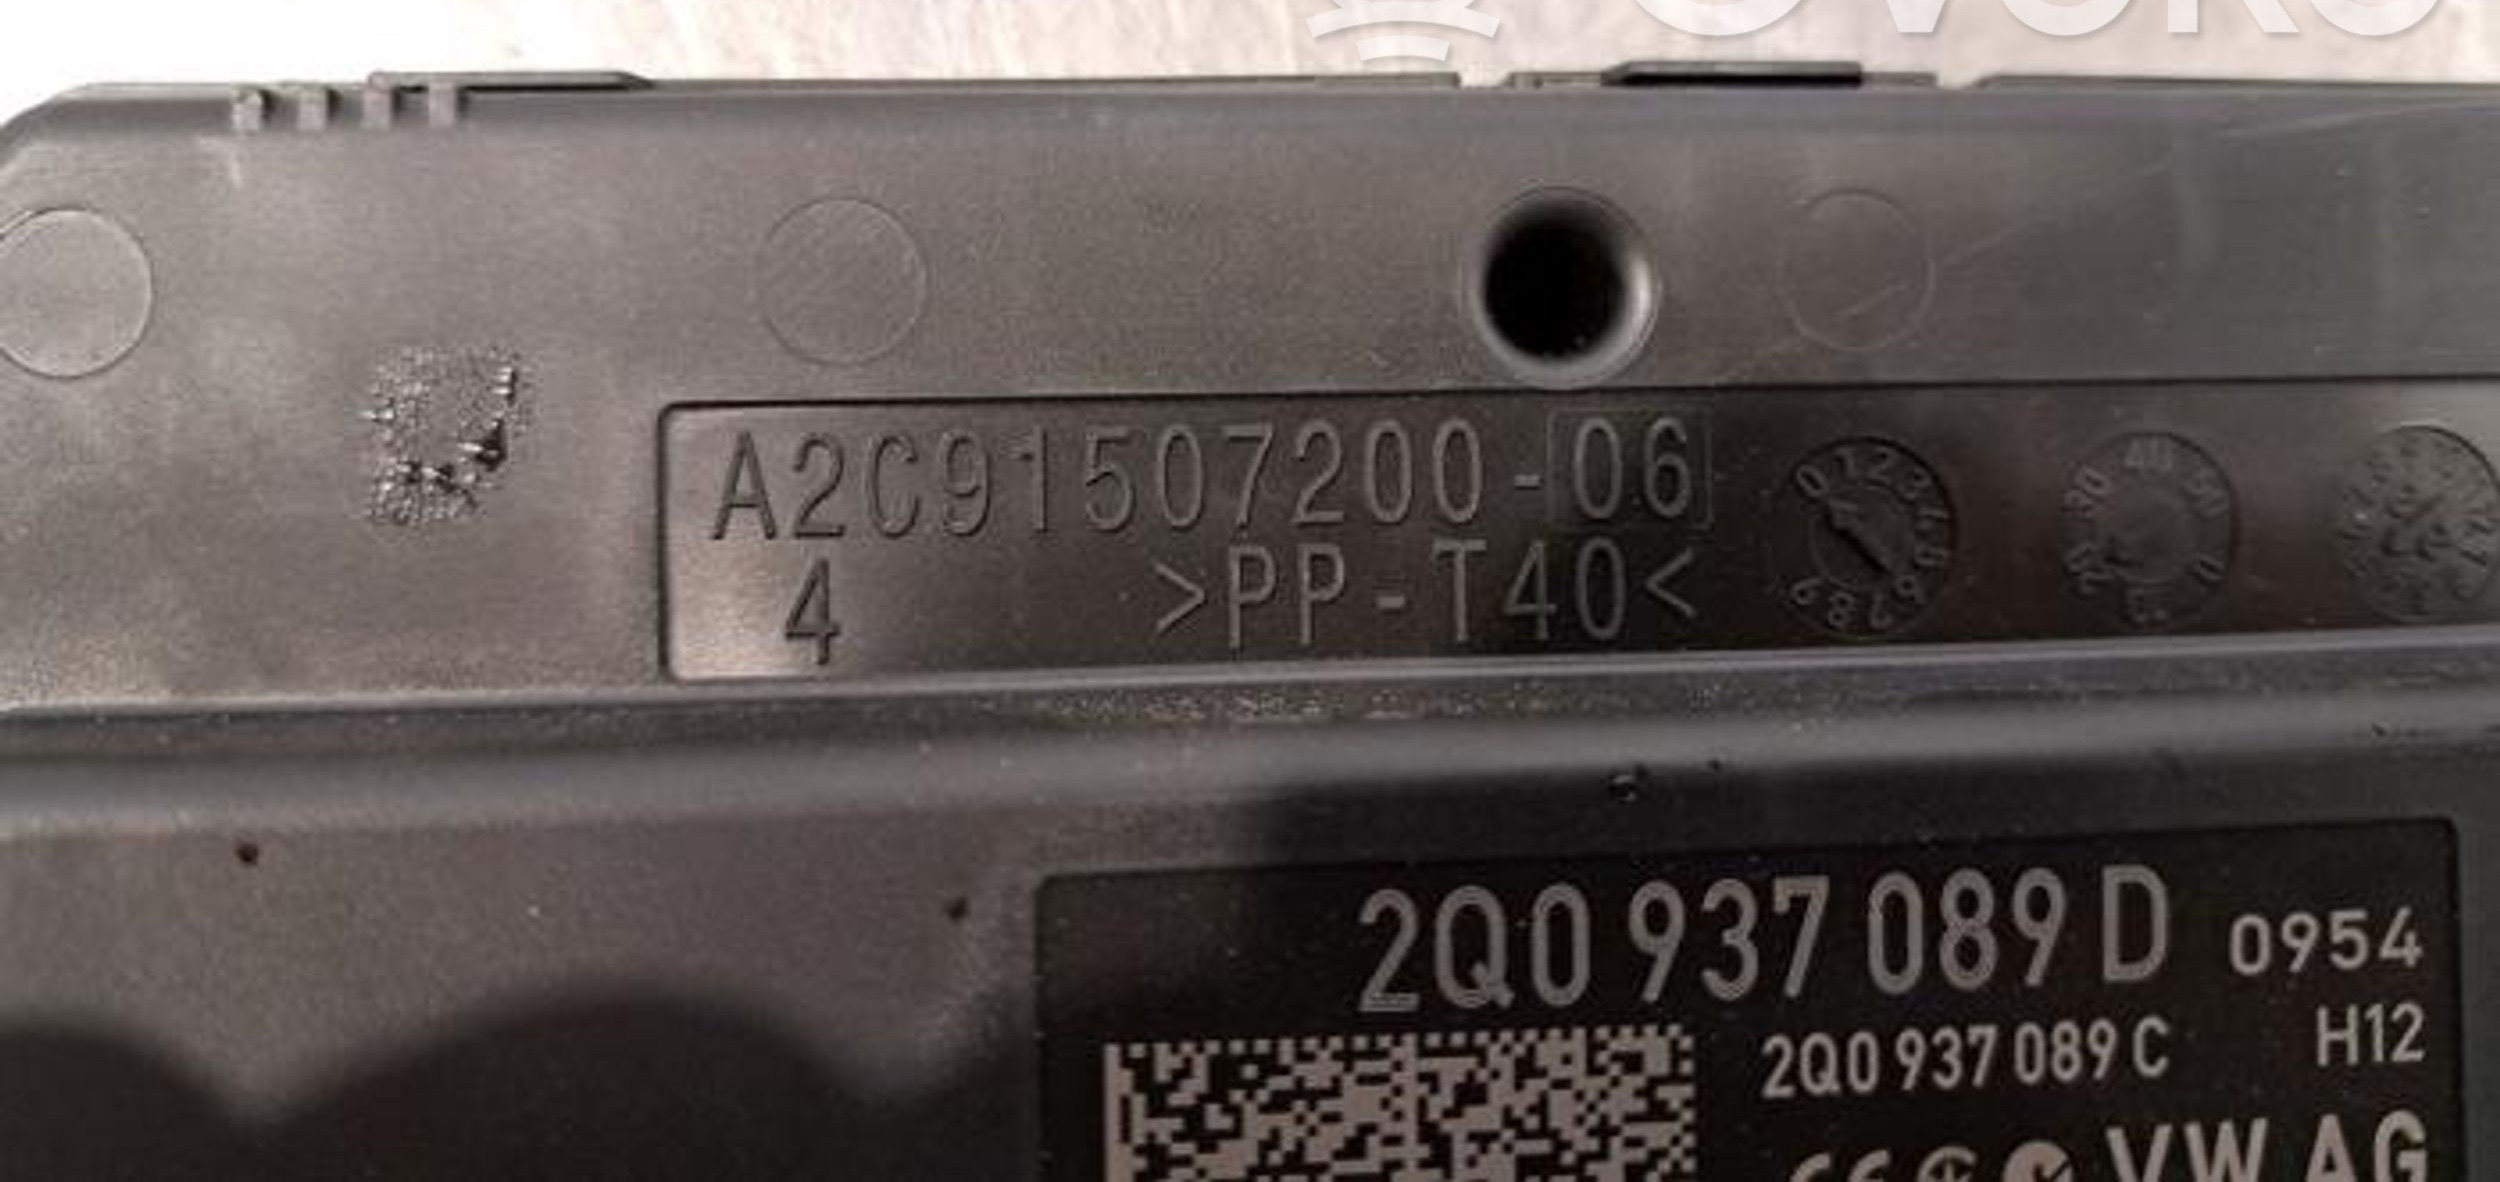 A2C91507200-06
4 >PP-T40<
2Q0 937 089 D 0954
2Q0 937 089 C H12
VW AG